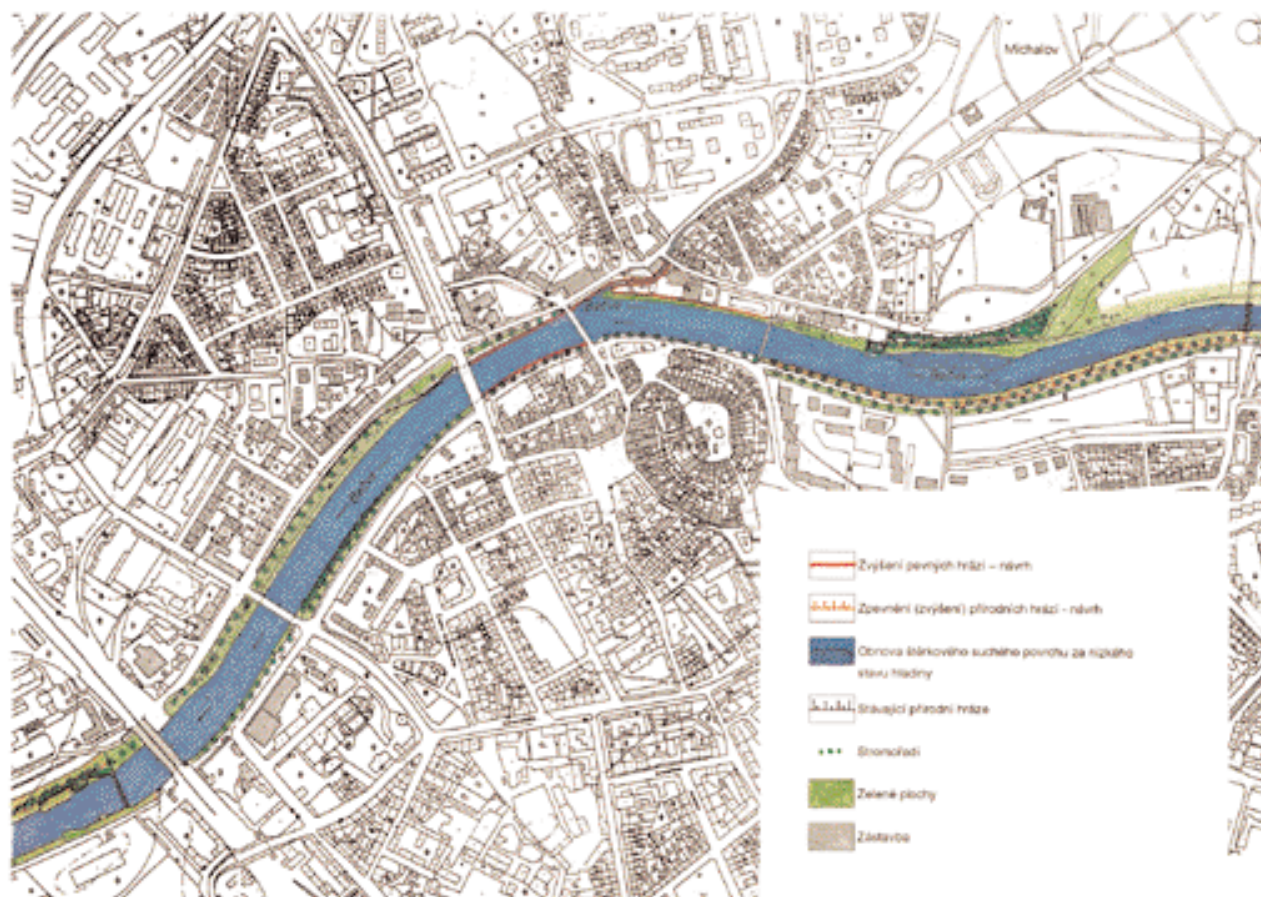 Michalov
Zvýšení pevných hrází – návrh
Zpevnění (zvýšení) přírodních hrází – návrh
Obnova štěrkového suchého povrchu za nízkého
stavu hladiny
Stávající přírodní hráze
Stromořadí
Zelené plochy
Zástavba